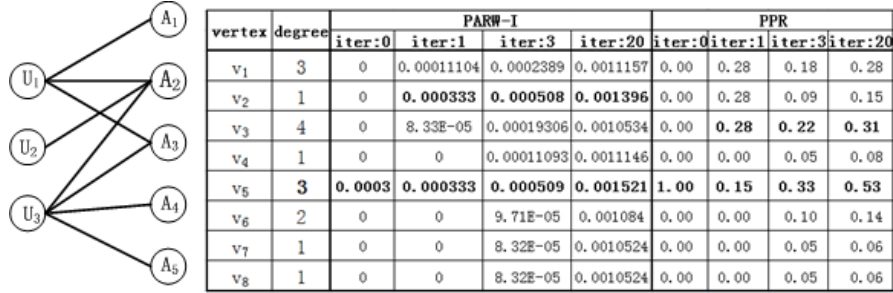 A1
A2
A3
A4
A5
U1
U2
U3
vertex degree PARW-I PPR
iter:0 iter:1 iter:3 iter:20 iter:0 iter:1 iter:3 iter:20
v1 3 0 0.00011104 0.0002389 0.0011157 0.00 0.28 0.18 0.28
v2 1 0 0.000333 0.000508 0.001396 0.00 0.28 0.09 0.15
v3 4 0 8.33E-05 0.00019306 0.0010534 0.00 0.28 0.22 0.31
v4 1 0 0 0.00011093 0.0011146 0.00 0.00 0.05 0.08
v5 3 0.0003 0.000333 0.000509 0.001521 1.00 0.15 0.33 0.53
v6 2 0 0 9.71E-05 0.001084 0.00 0.00 0.10 0.14
v7 1 0 0 8.32E-05 0.0010524 0.00 0.00 0.05 0.06
v8 1 0 0 8.32E-05 0.0010524 0.00 0.00 0.05 0.06